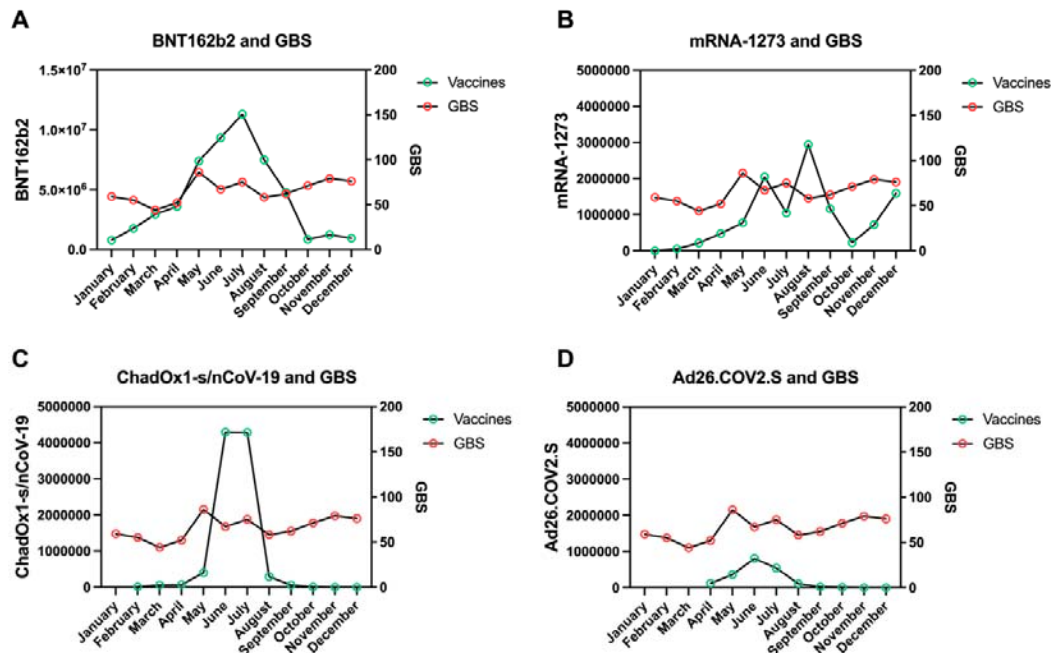 A
BNT162b2 and GBS
BNT162b2
1.5×10⁷
1.0×10⁷
5.0×10⁶
0.0
200
150
100
50
0
GBS
Vaccines
GBS
January
February
March
April
May
June
July
August
September
October
November
December
B
mRNA-1273 and GBS
mRNA-1273
5000000
4000000
3000000
2000000
1000000
0
200
150
100
50
0
GBS
Vaccines
GBS
January
February
March
April
May
June
July
August
September
October
November
December
C
ChadOx1-s/nCoV-19 and GBS
ChadOx1-s/nCoV-19
5000000
4000000
3000000
2000000
1000000
0
200
150
100
50
0
GBS
Vaccines
GBS
January
February
March
April
May
June
July
August
September
October
November
December
D
Ad26.COV2.S and GBS
Ad26.COV2.S
5000000
4000000
3000000
2000000
1000000
0
200
150
100
50
0
GBS
Vaccines
GBS
January
February
March
April
May
June
July
August
September
October
November
December